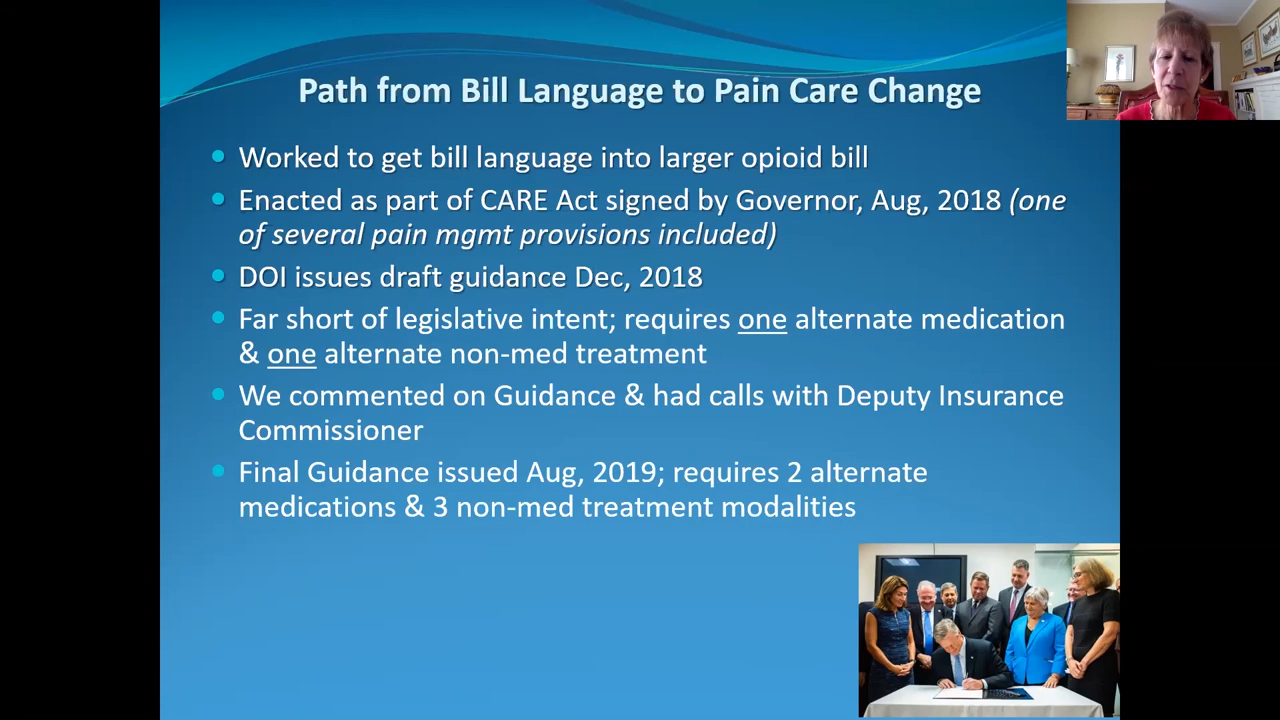 Path from Bill Language to Pain Care Change
Worked to get bill language into larger opioid bill
Enacted as part of CARE Act signed by Governor, Aug, 2018 (one
of several pain mgmt provisions included)
DOI issues draft guidance Dec, 2018
Far short of legislative intent; requires one alternate medication
& one alternate non-med treatment
We commented on Guidance & had calls with Deputy Insurance
Commissioner
Final Guidance issued Aug, 2019; requires 2 alternate
medications & 3 non-med treatment modalities